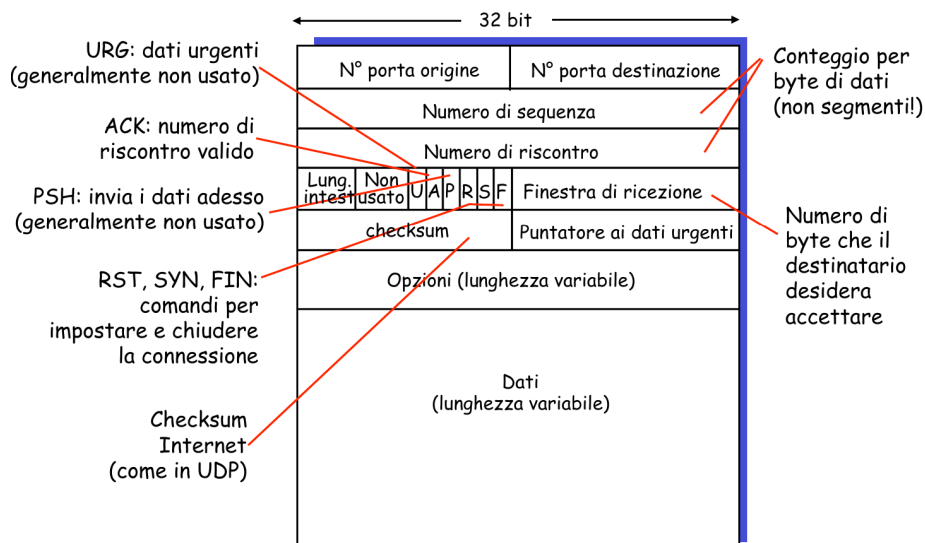 32 bit
URG: dati urgenti
(generalmente non usato)
ACK: numero di
riscontro valido
PSH: invia i dati adesso
(generalmente non usato)
RST, SYN, FIN:
comandi per
impostare e chiudere
la connessione
Checksum
Internet
(come in UDP)
N° porta origine
N° porta destinazione
Numero di sequenza
Numero di riscontro
Lung.
intest
Non
usato
U A P R S F
Finestra di ricezione
checksum
Puntatore ai dati urgenti
Opzioni (lunghezza variabile)
Dati
(lunghezza variabile)
Conteggio per
byte di dati
(non segmenti!)
Numero di
byte che il
destinatario
desidera
accettare